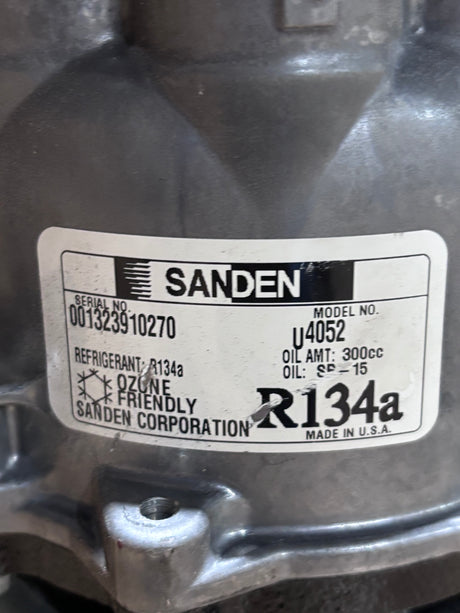 SANDEN
SERIAL NO.
001323910270
MODEL NO.
U4052
OIL AMT: 300cc
OIL: SP-15
REFRIGERANT: R134a
OZONE
FRIENDLY
SANDEN CORPORATION
R134a
MADE IN U.S.A.